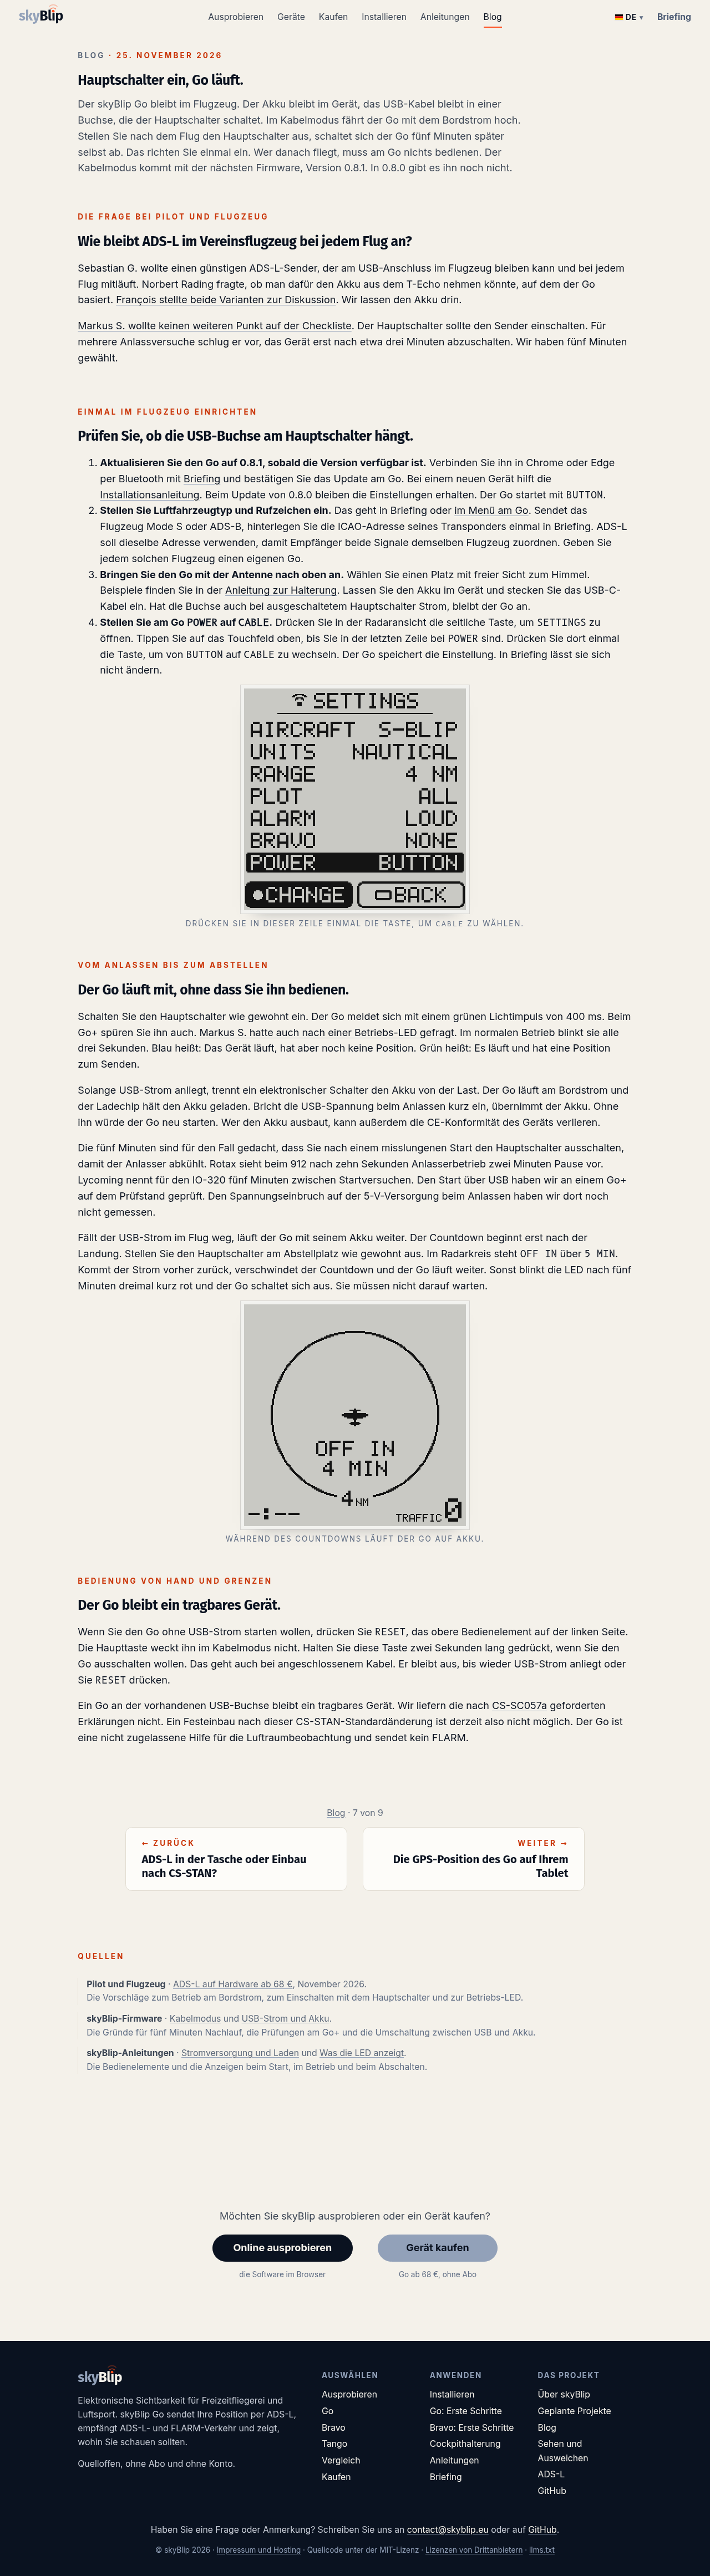 skyBlip
Ausprobieren Geräte Kaufen Installieren Anleitungen Blog
DE ▾ Briefing
BLOG · 25. NOVEMBER 2026
Hauptschalter ein, Go läuft.
Der skyBlip Go bleibt im Flugzeug. Der Akku bleibt im Gerät, das USB-Kabel bleibt in einer
Buchse, die der Hauptschalter schaltet. Im Kabelmodus fährt der Go mit dem Bordstrom hoch.
Stellen Sie nach dem Flug den Hauptschalter aus, schaltet sich der Go fünf Minuten später
selbst ab. Das richten Sie einmal ein. Wer danach fliegt, muss am Go nichts bedienen. Der
Kabelmodus kommt mit der nächsten Firmware, Version 0.8.1. In 0.8.0 gibt es ihn noch nicht.
DIE FRAGE BEI PILOT UND FLUGZEUG
Wie bleibt ADS-L im Vereinsflugzeug bei jedem Flug an?
Sebastian G. wollte einen günstigen ADS-L-Sender, der am USB-Anschluss im Flugzeug bleiben kann und bei jedem
Flug mitläuft. Norbert Rading fragte, ob man dafür den Akku aus dem T-Echo nehmen könnte, auf dem der Go
basiert. François stellte beide Varianten zur Diskussion. Wir lassen den Akku drin.
Markus S. wollte keinen weiteren Punkt auf der Checkliste. Der Hauptschalter sollte den Sender einschalten. Für
mehrere Anlassversuche schlug er vor, das Gerät erst nach etwa drei Minuten abzuschalten. Wir haben fünf Minuten
gewählt.
EINMAL IM FLUGZEUG EINRICHTEN
Prüfen Sie, ob die USB-Buchse am Hauptschalter hängt.
1. Aktualisieren Sie den Go auf 0.8.1, sobald die Version verfügbar ist. Verbinden Sie ihn in Chrome oder Edge
per Bluetooth mit Briefing und bestätigen Sie das Update am Go. Bei einem neuen Gerät hilft die
Installationsanleitung. Beim Update von 0.8.0 bleiben die Einstellungen erhalten. Der Go startet mit BUTTON.
2. Stellen Sie Luftfahrzeugtyp und Rufzeichen ein. Das geht in Briefing oder im Menü am Go. Sendet das
Flugzeug Mode S oder ADS-B, hinterlegen Sie die ICAO-Adresse seines Transponders einmal in Briefing. ADS-L
soll dieselbe Adresse verwenden, damit Empfänger beide Signale demselben Flugzeug zuordnen. Geben Sie
jedem solchen Flugzeug einen eigenen Go.
3. Bringen Sie den Go mit der Antenne nach oben an. Wählen Sie einen Platz mit freier Sicht zum Himmel.
Beispiele finden Sie in der Anleitung zur Halterung. Lassen Sie den Akku im Gerät und stecken Sie das USB-C-
Kabel ein. Hat die Buchse auch bei ausgeschaltetem Hauptschalter Strom, bleibt der Go an.
4. Stellen Sie am Go POWER auf CABLE. Drücken Sie in der Radaransicht die seitliche Taste, um SETTINGS zu
öffnen. Tippen Sie auf das Touchfeld oben, bis Sie in der letzten Zeile bei POWER sind. Drücken Sie dort einmal
die Taste, um von BUTTON auf CABLE zu wechseln. Der Go speichert die Einstellung. In Briefing lässt sie sich
nicht ändern.
SETTINGS
AIRCRAFT S-BLIP
UNITS NAUTICAL
RANGE 4 NM
PLOT ALL
ALARM LOUD
BRAVO NONE
POWER BUTTON
CHANGE BACK
DRÜCKEN SIE IN DIESER ZEILE EINMAL DIE TASTE, UM CABLE ZU WÄHLEN.
VOM ANLASSEN BIS ZUM ABSTELLEN
Der Go läuft mit, ohne dass Sie ihn bedienen.
Schalten Sie den Hauptschalter wie gewohnt ein. Der Go meldet sich mit einem grünen Lichtimpuls von 400 ms. Beim
Go+ spüren Sie ihn auch. Markus S. hatte auch nach einer Betriebs-LED gefragt. Im normalen Betrieb blinkt sie alle
drei Sekunden. Blau heißt: Das Gerät läuft, hat aber noch keine Position. Grün heißt: Es läuft und hat eine Position
zum Senden.
Solange USB-Strom anliegt, trennt ein elektronischer Schalter den Akku von der Last. Der Go läuft am Bordstrom und
der Ladechip hält den Akku geladen. Bricht die USB-Spannung beim Anlassen kurz ein, übernimmt der Akku. Ohne
ihn würde der Go neu starten. Wer den Akku ausbaut, kann außerdem die CE-Konformität des Geräts verlieren.
Die fünf Minuten sind für den Fall gedacht, dass Sie nach einem misslungenen Start den Hauptschalter ausschalten,
damit der Anlasser abkühlt. Rotax sieht beim 912 nach zehn Sekunden Anlasserbetrieb zwei Minuten Pause vor.
Lycoming nennt für den IO-320 fünf Minuten zwischen Startversuchen. Den Start über USB haben wir an einem Go+
auf dem Prüfstand geprüft. Den Spannungseinbruch auf der 5-V-Versorgung beim Anlassen haben wir dort noch
nicht gemessen.
Fällt der USB-Strom im Flug weg, läuft der Go mit seinem Akku weiter. Der Countdown beginnt erst nach der
Landung. Stellen Sie den Hauptschalter am Abstellplatz wie gewohnt aus. Im Radarkreis steht OFF IN über 5 MIN.
Kommt der Strom vorher zurück, verschwindet der Countdown und der Go läuft weiter. Sonst blinkt die LED nach fünf
Minuten dreimal kurz rot und der Go schaltet sich aus. Sie müssen nicht darauf warten.
OFF IN
4 MIN
4 NM
-:-- TRAFFIC 0
WÄHREND DES COUNTDOWNS LÄUFT DER GO AUF AKKU.
BEDIENUNG VON HAND UND GRENZEN
Der Go bleibt ein tragbares Gerät.
Wenn Sie den Go ohne USB-Strom starten wollen, drücken Sie RESET, das obere Bedienelement auf der linken Seite.
Die Haupttaste weckt ihn im Kabelmodus nicht. Halten Sie diese Taste zwei Sekunden lang gedrückt, wenn Sie den
Go ausschalten wollen. Das geht auch bei angeschlossenem Kabel. Er bleibt aus, bis wieder USB-Strom anliegt oder
Sie RESET drücken.
Ein Go an der vorhandenen USB-Buchse bleibt ein tragbares Gerät. Wir liefern die nach CS-SC057a geforderten
Erklärungen nicht. Ein Festeinbau nach dieser CS-STAN-Standardänderung ist derzeit also nicht möglich. Der Go ist
eine nicht zugelassene Hilfe für die Luftraumbeobachtung und sendet kein FLARM.
Blog · 7 von 9
← ZURÜCK
ADS-L in der Tasche oder Einbau
nach CS-STAN?
WEITER →
Die GPS-Position des Go auf Ihrem
Tablet
QUELLEN
Pilot und Flugzeug · ADS-L auf Hardware ab 68 €, November 2026.
Die Vorschläge zum Betrieb am Bordstrom, zum Einschalten mit dem Hauptschalter und zur Betriebs-LED.
skyBlip-Firmware · Kabelmodus und USB-Strom und Akku.
Die Gründe für fünf Minuten Nachlauf, die Prüfungen am Go+ und die Umschaltung zwischen USB und Akku.
skyBlip-Anleitungen · Stromversorgung und Laden und Was die LED anzeigt.
Die Bedienelemente und die Anzeigen beim Start, im Betrieb und beim Abschalten.
Möchten Sie skyBlip ausprobieren oder ein Gerät kaufen?
Online ausprobieren
die Software im Browser
Gerät kaufen
Go ab 68 €, ohne Abo
skyBlip
Elektronische Sichtbarkeit für Freizeitfliegerei und
Luftsport. skyBlip Go sendet Ihre Position per ADS-L,
empfängt ADS-L- und FLARM-Verkehr und zeigt,
wohin Sie schauen sollten.
Quelloffen, ohne Abo und ohne Konto.
AUSWÄHLEN
Ausprobieren
Go
Bravo
Tango
Vergleich
Kaufen
ANWENDEN
Installieren
Go: Erste Schritte
Bravo: Erste Schritte
Cockpithalterung
Anleitungen
Briefing
DAS PROJEKT
Über skyBlip
Geplante Projekte
Blog
Sehen und
Ausweichen
ADS-L
GitHub
Haben Sie eine Frage oder Anmerkung? Schreiben Sie uns an contact@skyblip.eu oder auf GitHub.
© skyBlip 2026 · Impressum und Hosting · Quellcode unter der MIT-Lizenz · Lizenzen von Drittanbietern · llms.txt